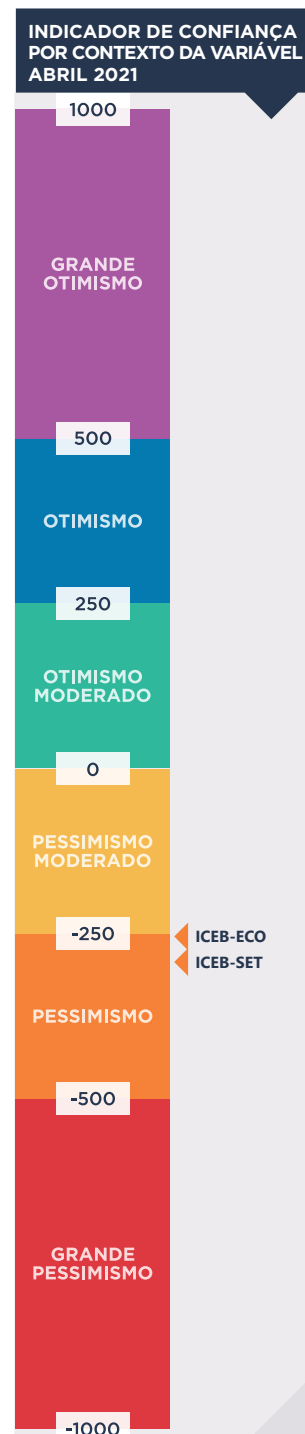 INDICADOR DE CONFIANÇA
POR CONTEXTO DA VARIÁVEL
ABRIL 2021
1000
GRANDE
OTIMISMO
500
OTIMISMO
250
OTIMISMO
MODERADO
0
PESSIMISMO
MODERADO
-250
ICEB-ECO
ICEB-SET
PESSIMISMO
-500
GRANDE
PESSIMISMO
-1000